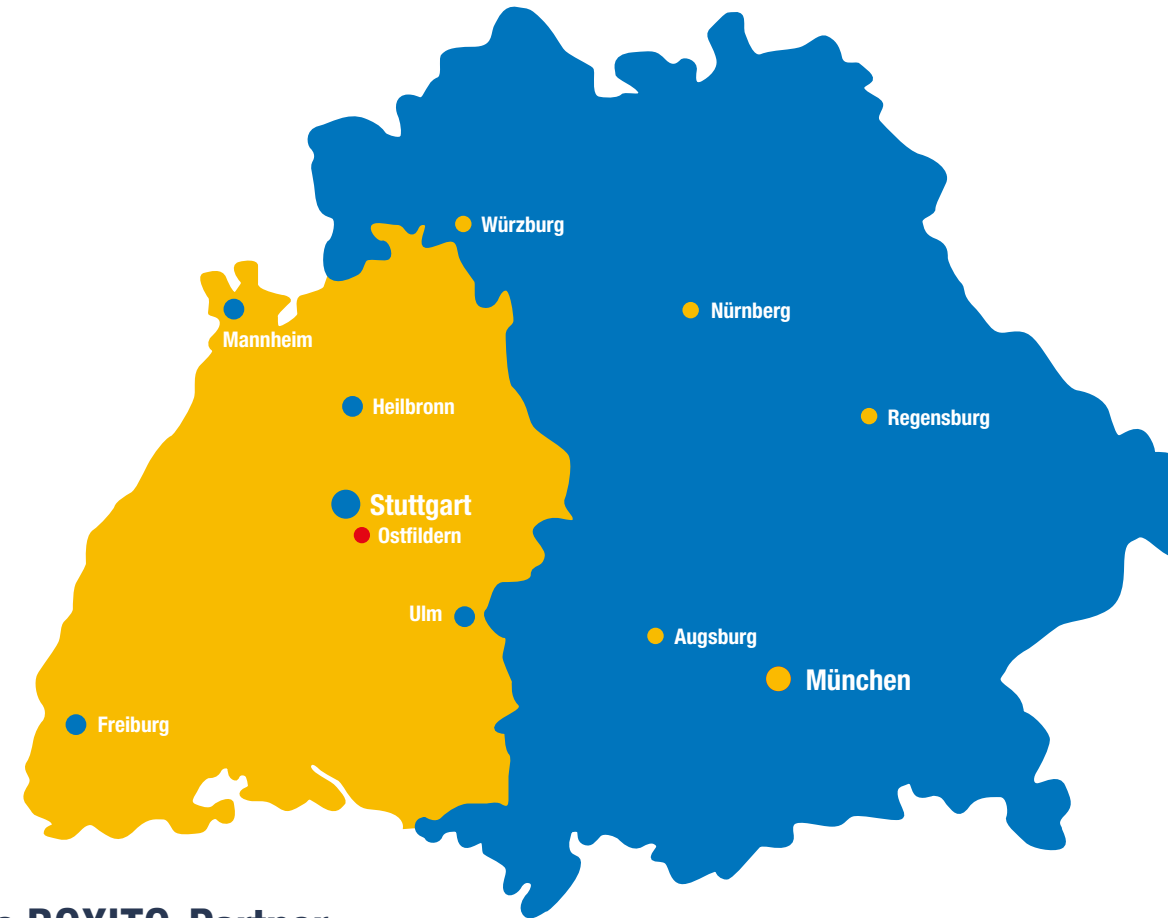 Würzburg
Nürnberg
Mannheim
Heilbronn
Regensburg
Stuttgart
Ostfildern
Ulm
Augsburg
München
Freiburg